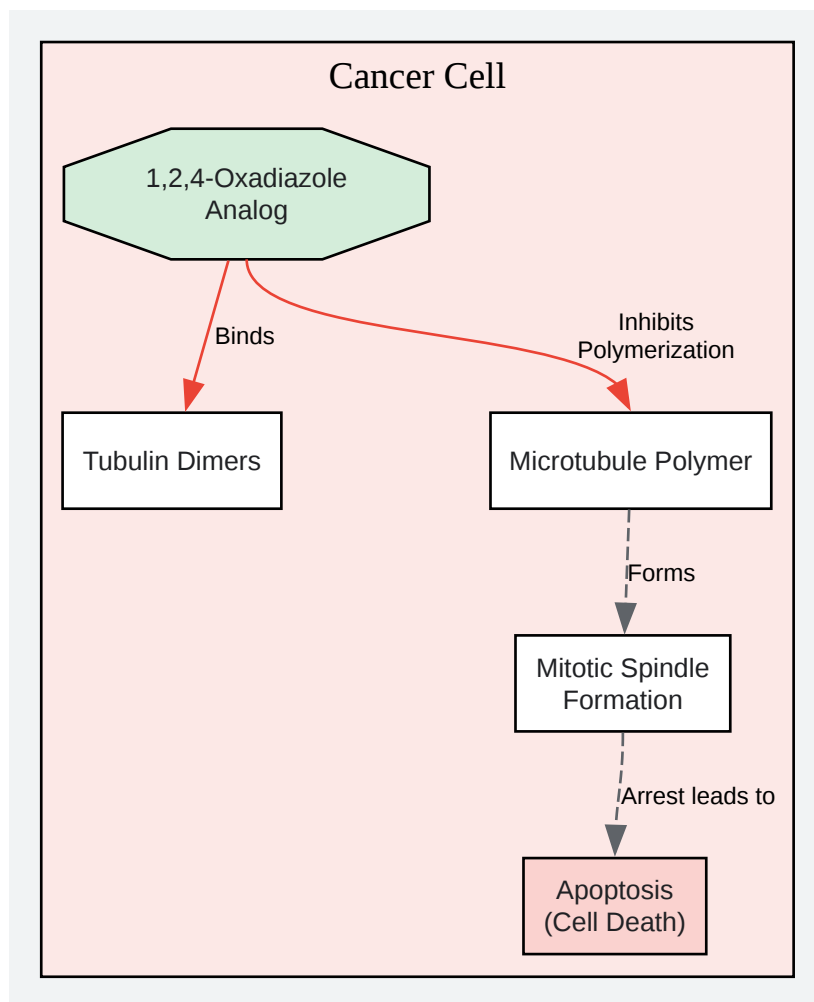 Cancer Cell
1,2,4-Oxadiazole
Analog
Binds
Inhibits
Polymerization
Tubulin Dimers
Microtubule Polymer
Forms
Mitotic Spindle
Formation
Arrest leads to
Apoptosis
(Cell Death)